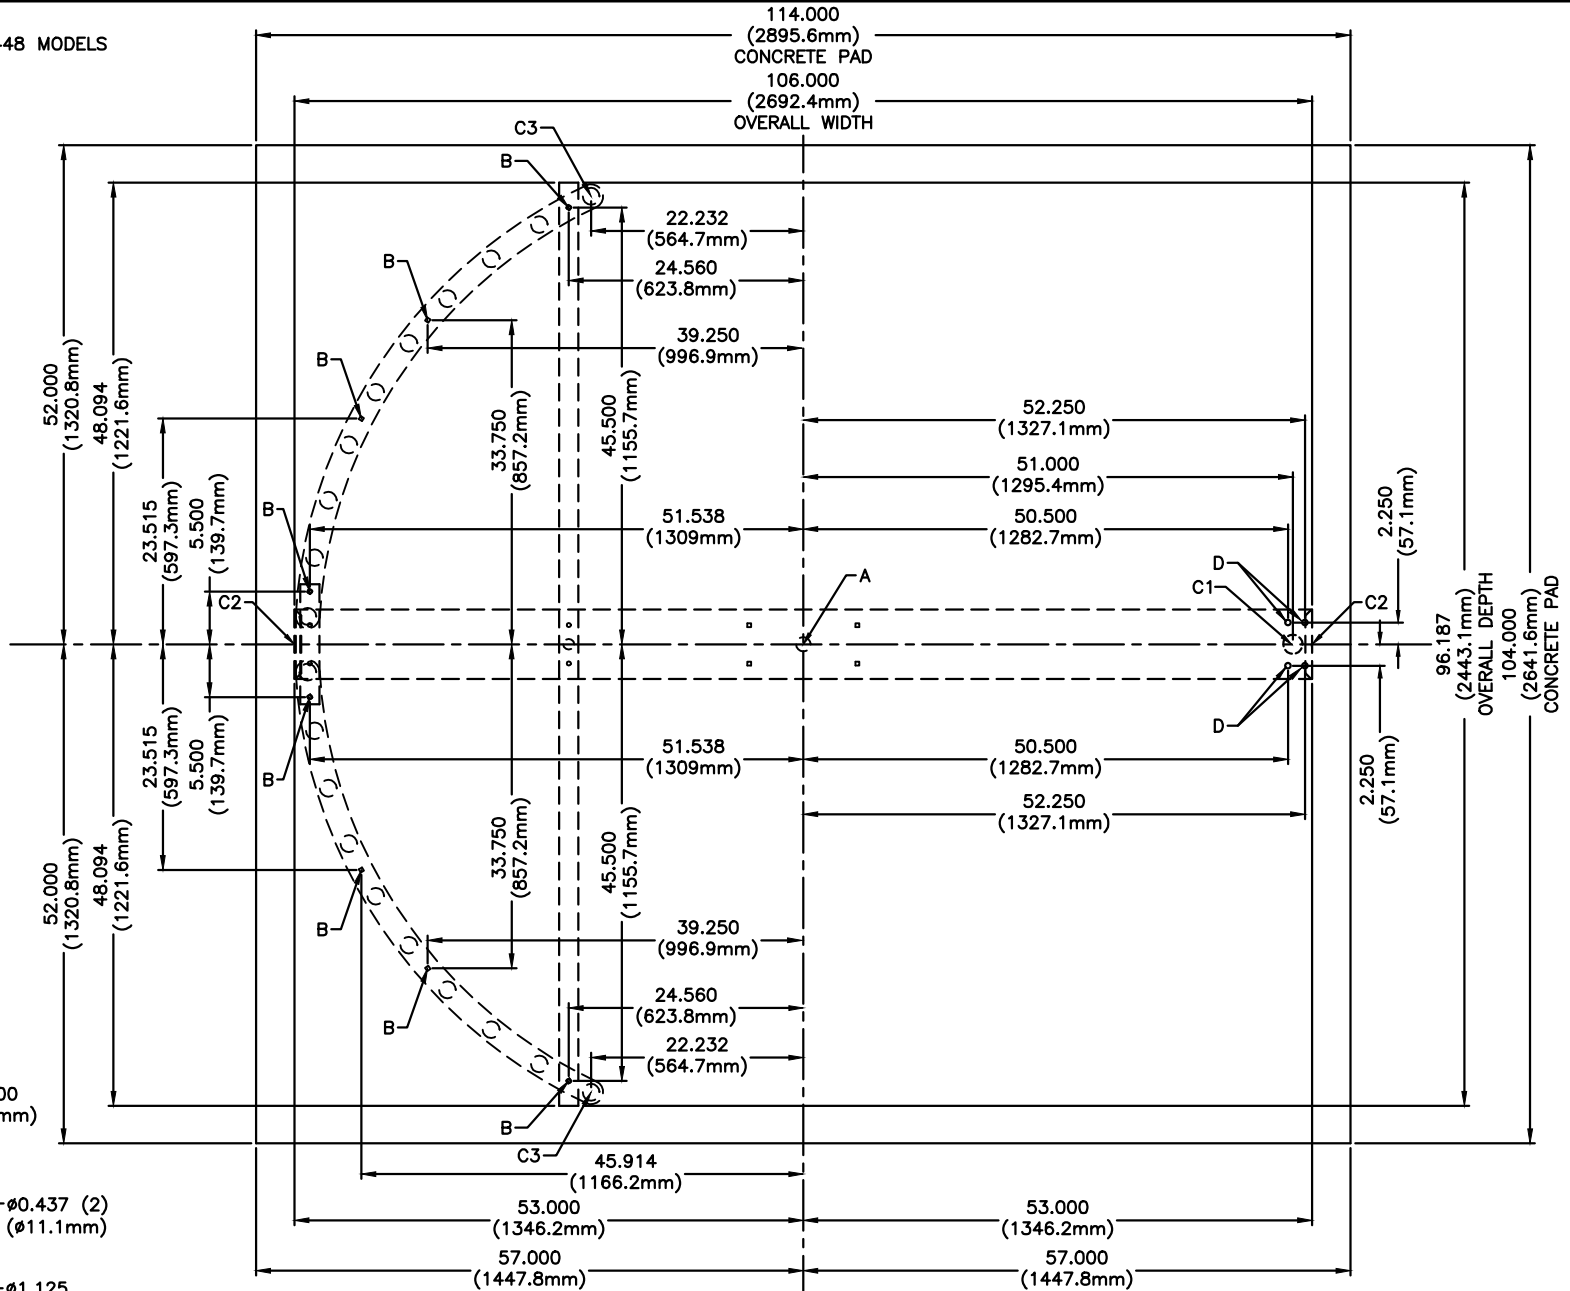 114.000
(2895.6mm)
CONCRETE PAD
-48 MODELS
106.000
(2692.4mm)
OVERALL WIDTH
C3
B
22.232
(564.7mm)
B
24.560
(623.8mm)
39.250
(996.9mm)
B
52.000
(1320.8mm)
48.094
(1221.6mm)
33.750
(857.2mm)
45.500
(1155.7mm)
52.250
(1327.1mm)
51.000
(1295.4mm)
23.515
(597.3mm)
5.500
(139.7mm)
B
51.538
(1309mm)
50.500
(1282.7mm)
2.250
(57.1mm)
C2
A
D
C1
C2
96.187
(2443.1mm)
OVERALL DEPTH
104.000
(2641.6mm)
CONCRETE PAD
23.515
(597.3mm)
5.500
(139.7mm)
B
51.538
(1309mm)
D
50.500
(1282.7mm)
2.250
(57.1mm)
52.250
(1327.1mm)
52.000
(1320.8mm)
48.094
(1221.6mm)
33.750
(857.2mm)
45.500
(1155.7mm)
B
39.250
(996.9mm)
B
24.560
(623.8mm)
22.232
(564.7mm)
00
mm)
B
C3
45.914
(1166.2mm)
ø0.437 (2)
(ø11.1mm)
53.000
(1346.2mm)
53.000
(1346.2mm)
57.000
(1447.8mm)
57.000
(1447.8mm)
ø1.125